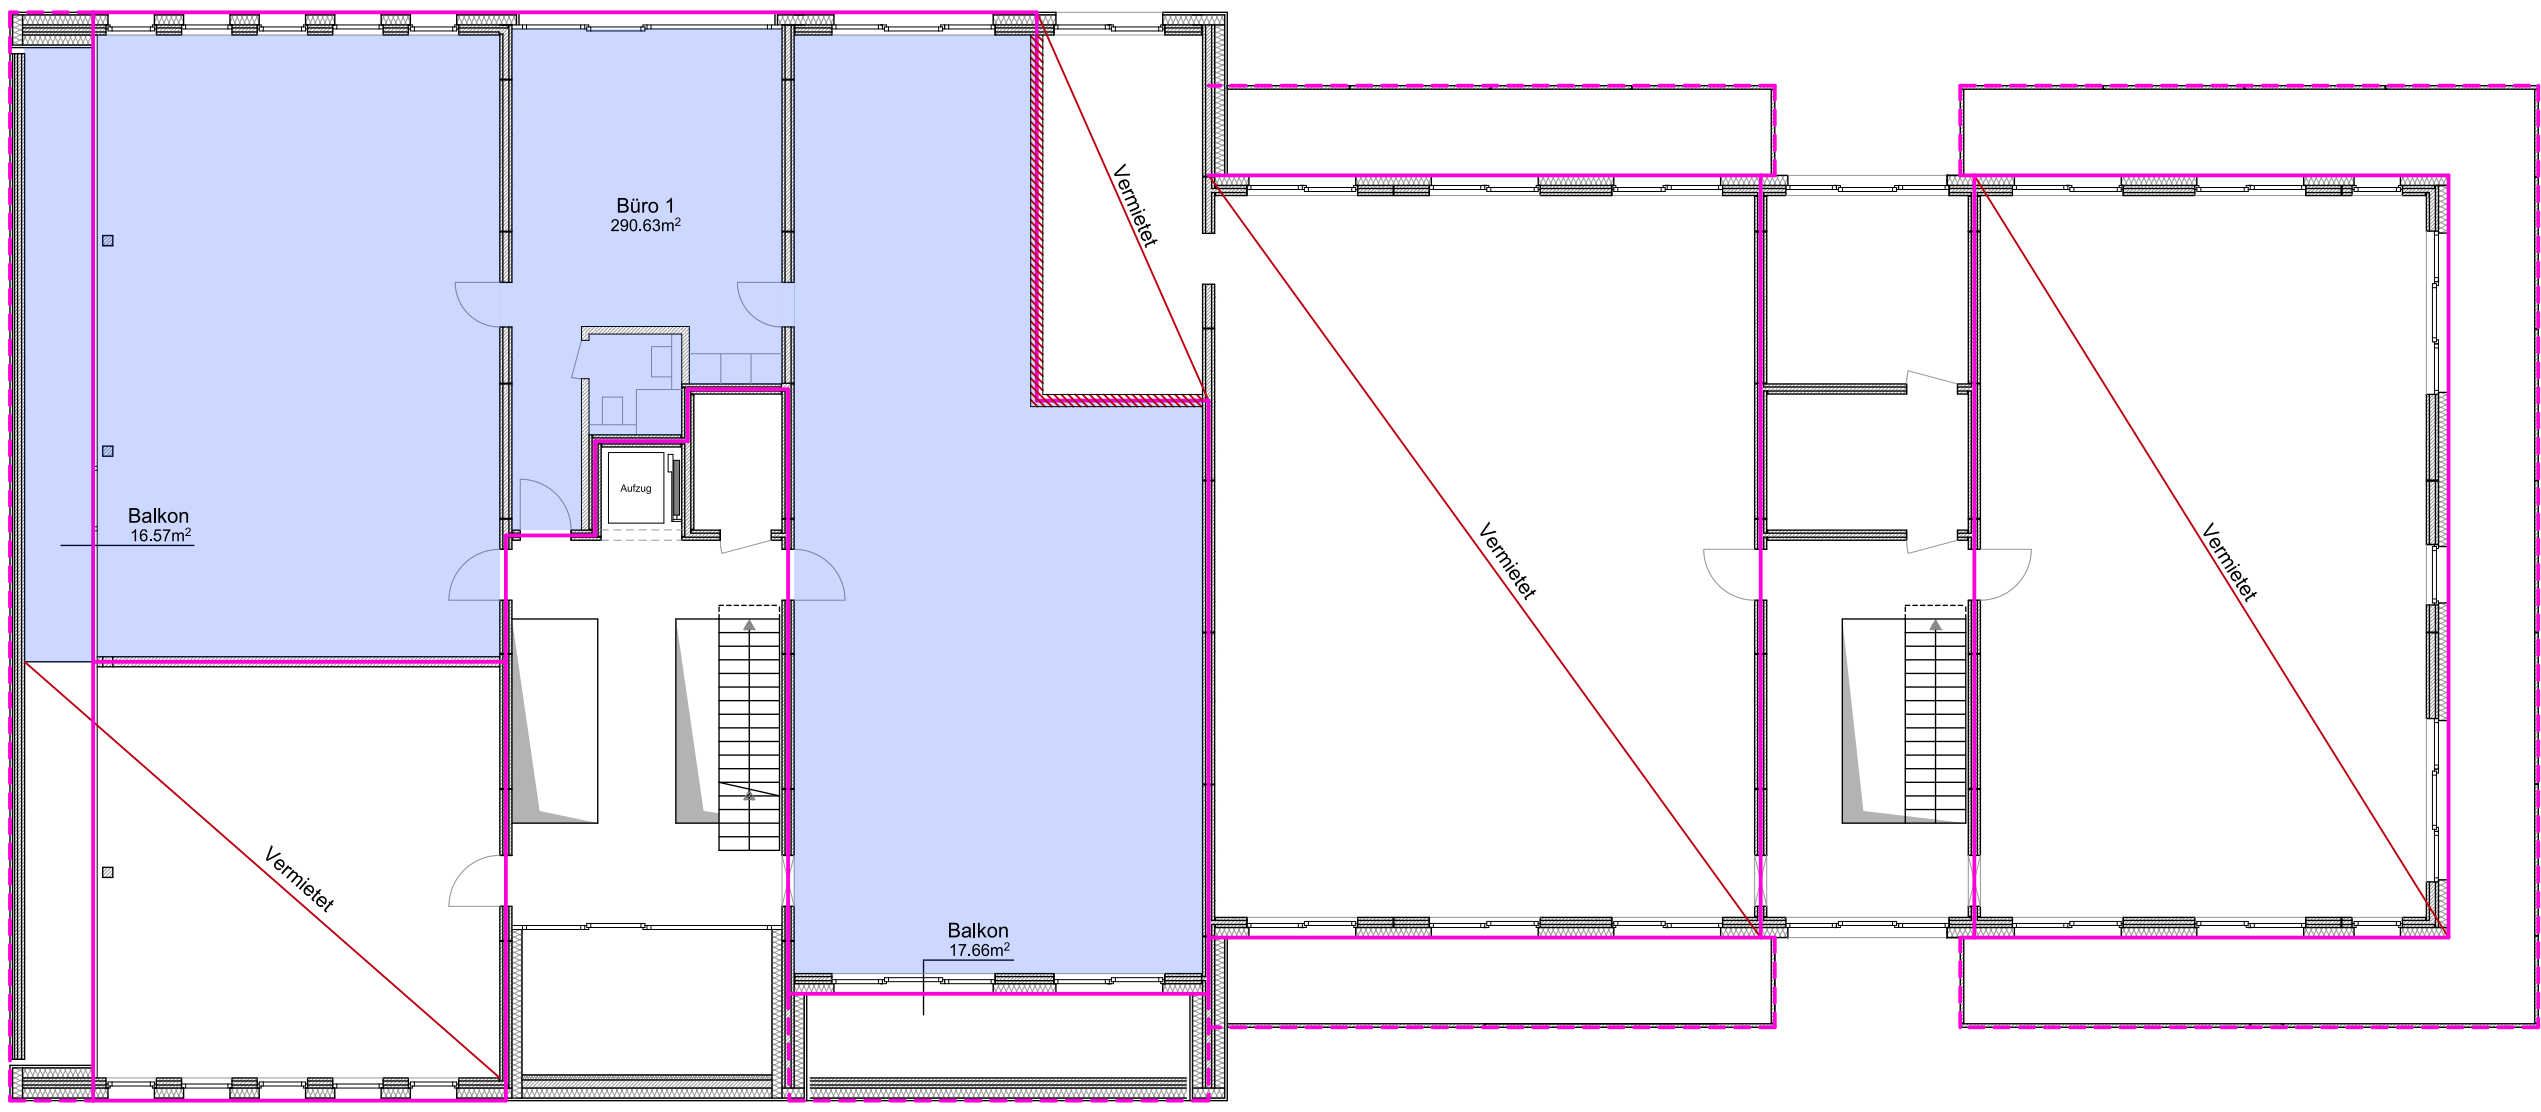 Büro 1
290.63m²
Vermietet
Aufzug
Balkon
16.57m²
Vermietet
Vermietet
Vermietet
Balkon
17.66m²